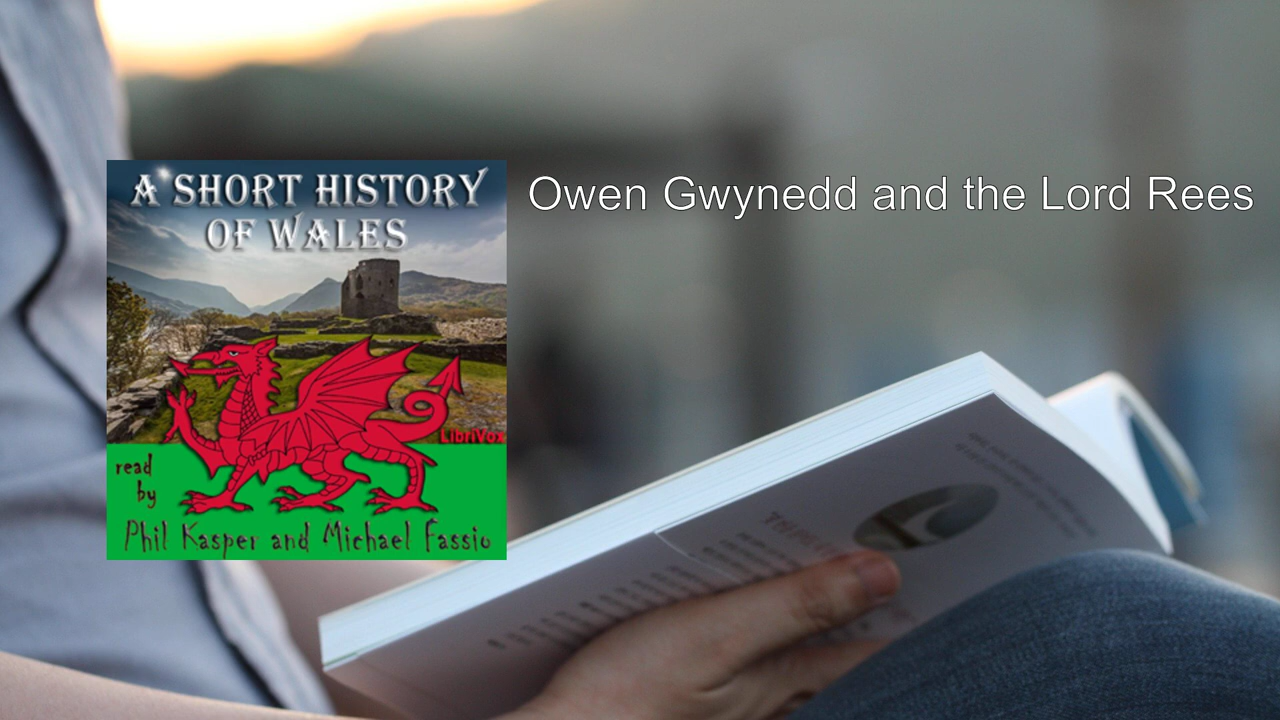 A SHORT HISTORY
OF WALES
LibriVox
read
by
Phil Kasper and Michael Fassio
Owen Gwynedd and the Lord Rees